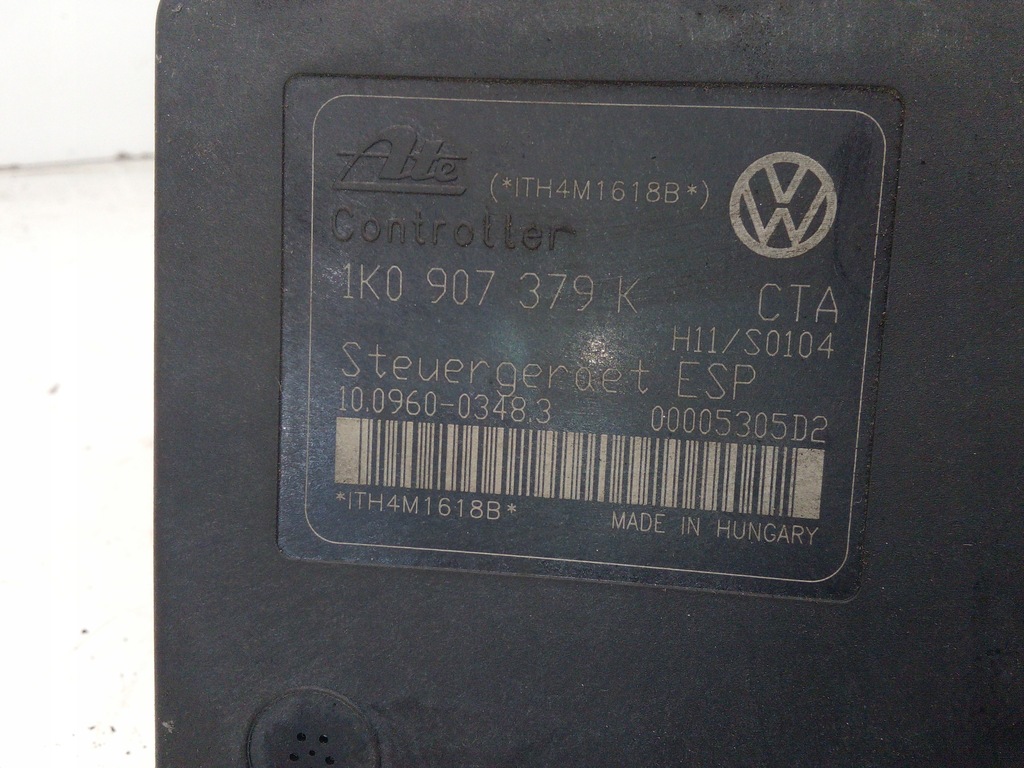 Ate (*ITH4M1618B*)
Controller
1K0 907 379 K CTA
H11/S0104
Steuergeraet ESP
10.0960-0348.3 00005305D2
*ITH4M1618B*
MADE IN HUNGARY